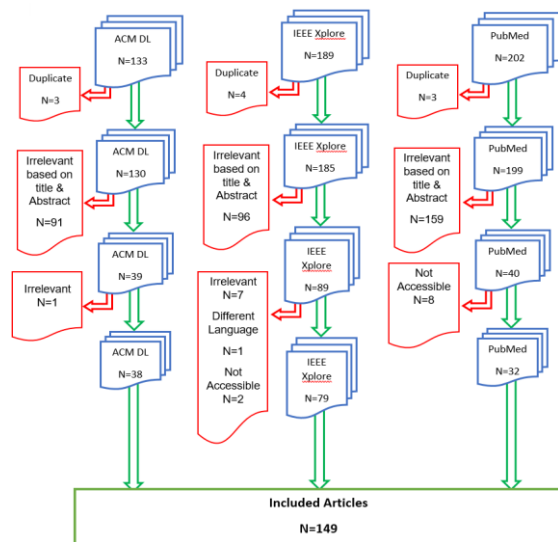 ACM DL
N=133
Duplicate
N=3
ACM DL
N=130
Irrelevant
based on
title &
Abstract
N=91
ACM DL
N=39
Irrelevant
N=1
ACM DL
N=38
IEEE Xplore
N=189
Duplicate
N=4
IEEE Xplore
N=185
Irrelevant
based on
title &
Abstract
N=96
IEEE
Xplore
N=89
Irrelevant
N=7
Different
Language
N=1
Not
Accessible
N=2
IEEE
Xplore
N=79
PubMed
N=202
Duplicate
N=3
PubMed
N=199
Irrelevant
based on
title &
Abstract
N=159
PubMed
N=40
Not
Accessible
N=8
PubMed
N=32
Included Articles
N=149